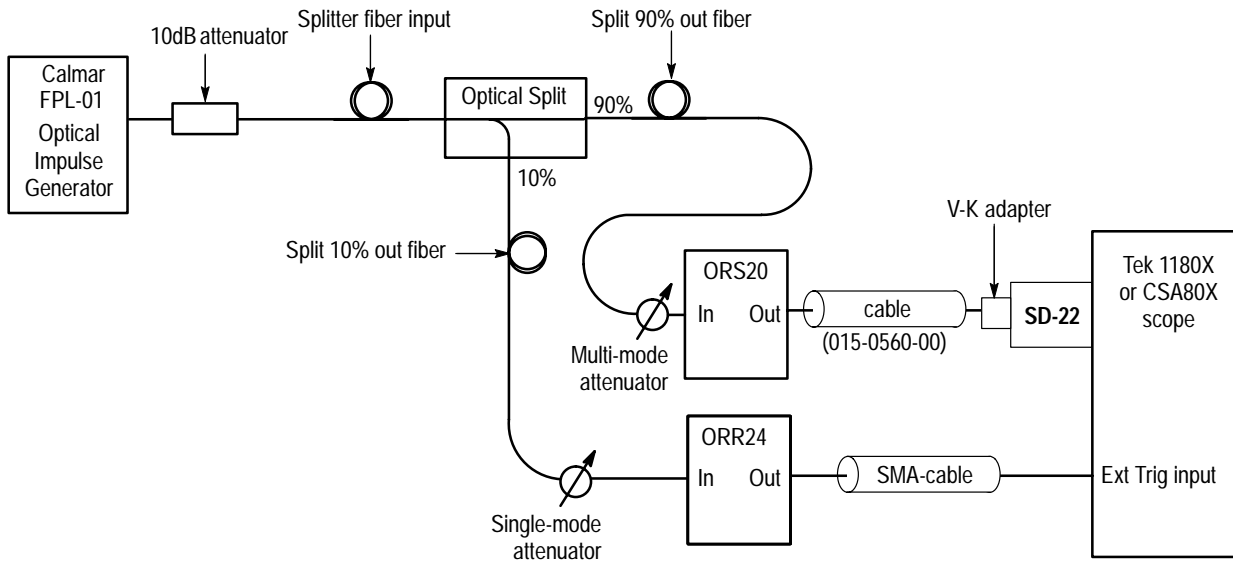 Splitter fiber input
Split 90% out fiber
10dB attenuator
Calmar
FPL-01
Optical
Impulse
Generator
Optical Split
90%
10%
Split 10% out fiber
V-K adapter
ORS20
In
Out
cable
(015-0560-00)
SD-22
Tek 1180X
or CSA80X
scope
Multi-mode
attenuator
ORR24
In
Out
SMA-cable
Ext Trig input
Single-mode
attenuator